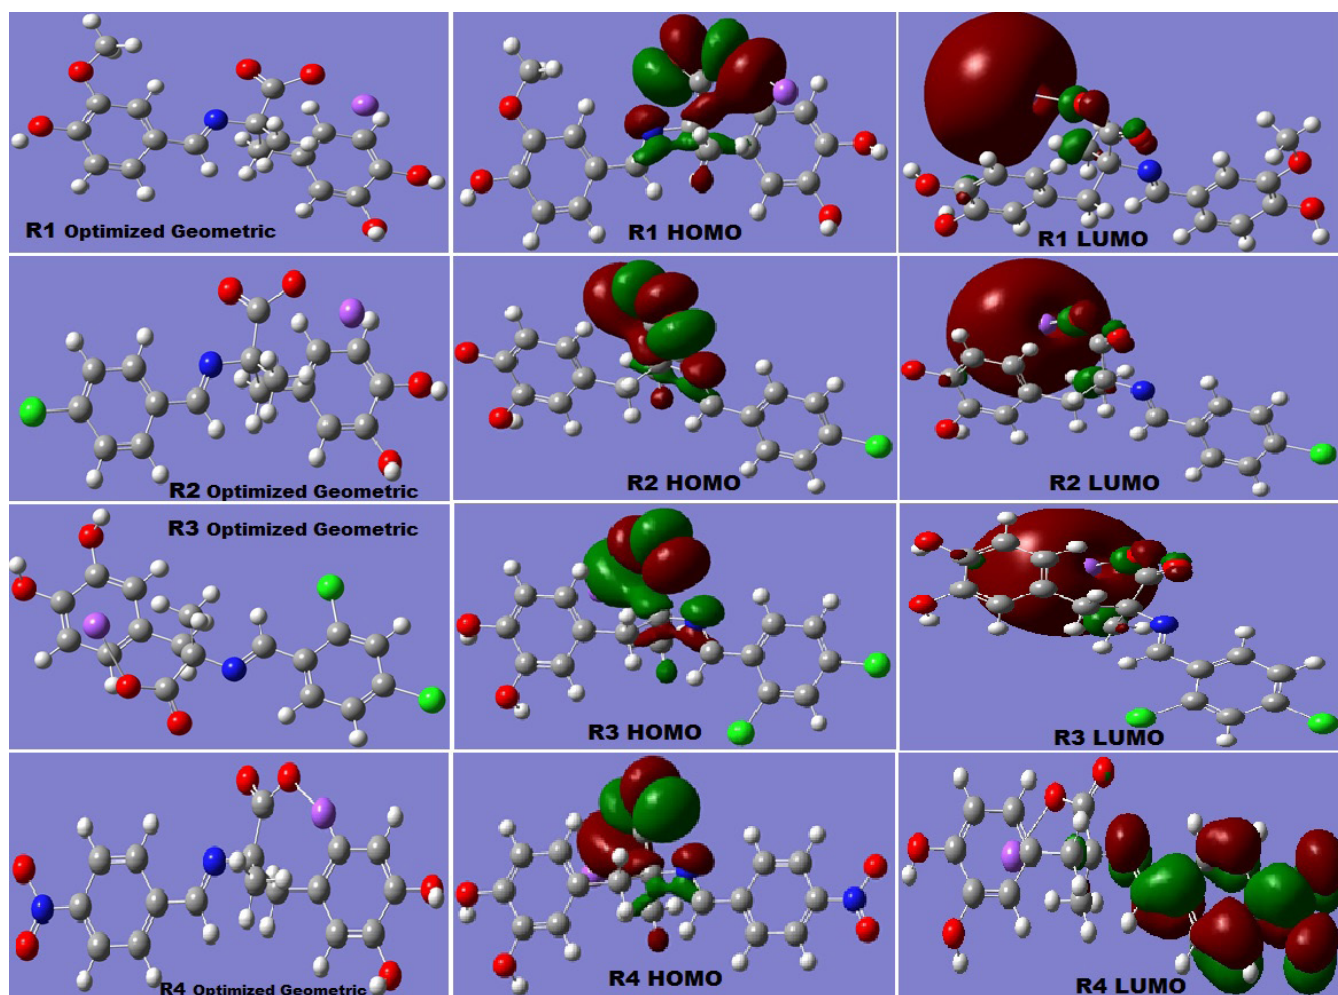 R1 Optimized Geometric
R1 HOMO
R1 LUMO
R2 Optimized Geometric
R2 HOMO
R2 LUMO
R3 Optimized Geometric
R3 HOMO
R3 LUMO
R4 Optimized Geometric
R4 HOMO
R4 LUMO